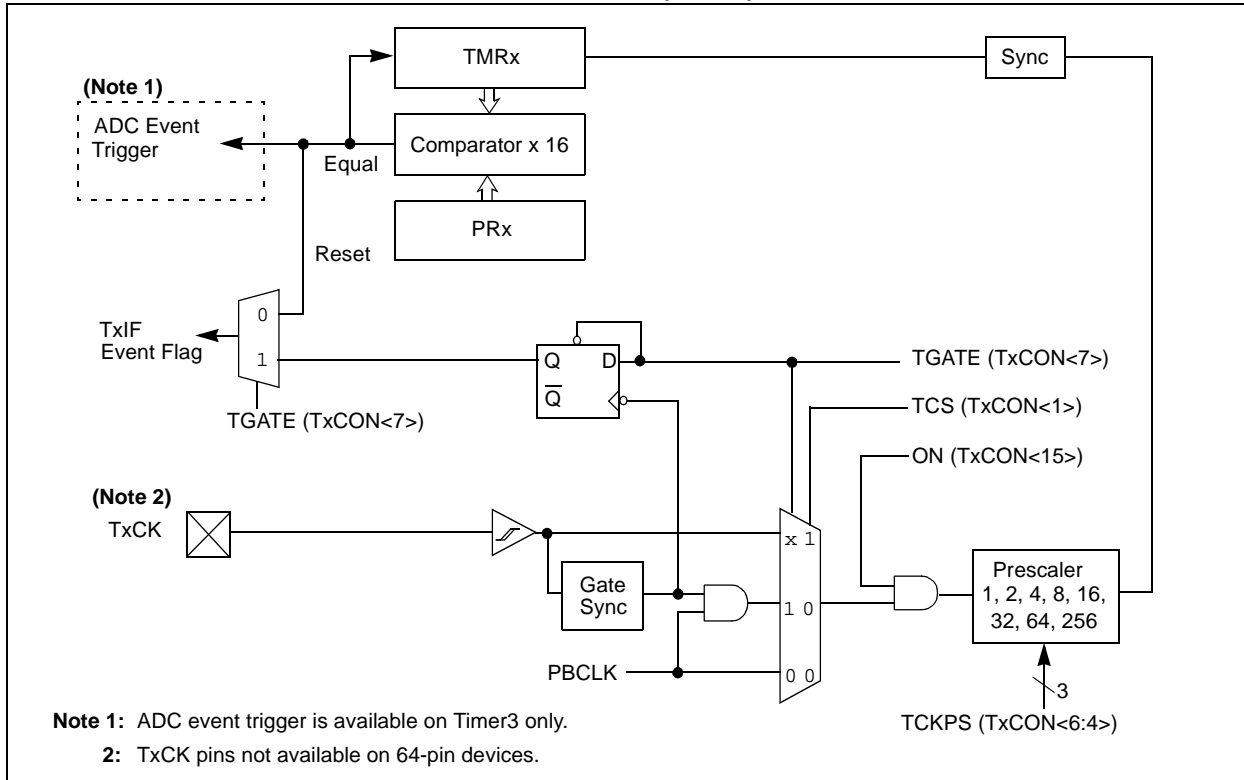 TMRx
Sync
(Note 1)
ADC Event
Trigger
Equal
Comparator x 16
PRx
Reset
0
1
TxIF
Event Flag
TGATE (TxCON<7>)
Q
D
Q
TGATE (TxCON<7>)
TCS (TxCON<1>)
ON (TxCON<15>)
(Note 2)
TxCK
x 1
Gate
Sync
1 0
PBCLK
0 0
Prescaler
1, 2, 4, 8, 16,
32, 64, 256
3
TCKPS (TxCON<6:4>)
Note 1: ADC event trigger is available on Timer3 only.
2: TxCK pins not available on 64-pin devices.